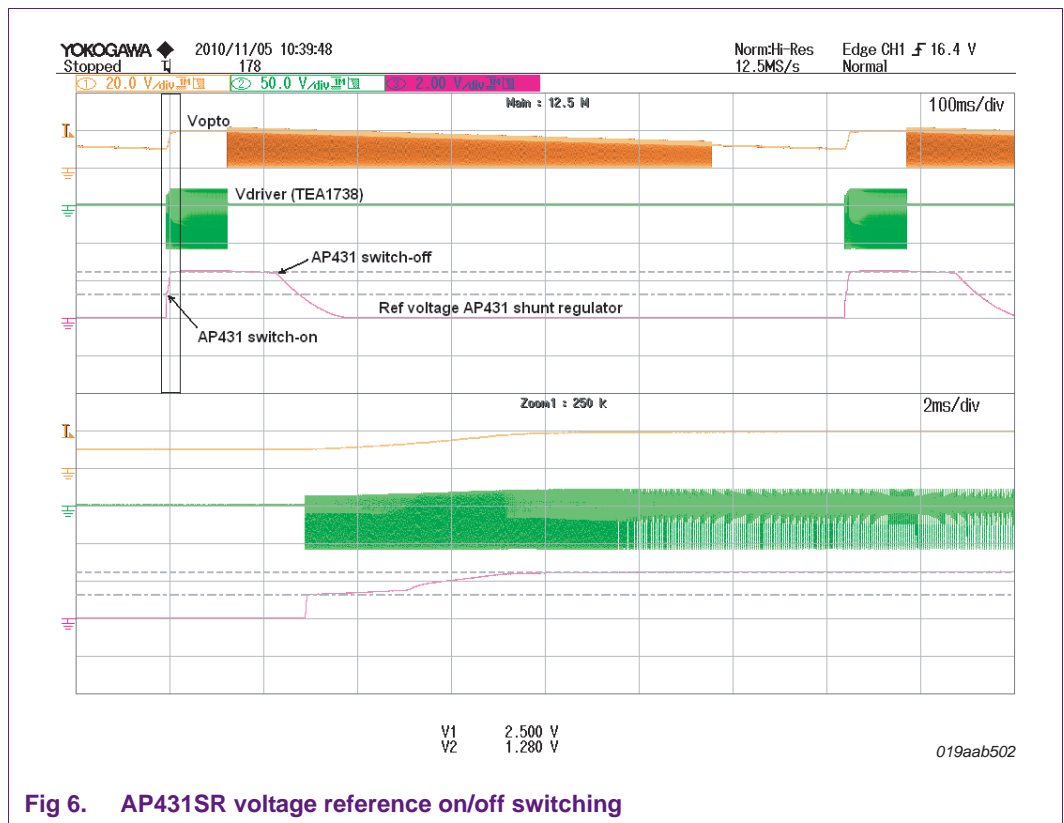 YOKOGAWA ◆ 2010/11/05 10:39:48 Norm:Hi-Res Edge CH1 16.4 V
Stopped 178 12.5MS/s Normal
① 20.0 V/div ② 50.0 V/div ③ 2.00 V/div
Main : 12.5 M 100ms/div
Vopto
Vdriver (TEA1738)
AP431 switch-off
Ref voltage AP431 shunt regulator
AP431 switch-on
Zoom1 : 250 k 2ms/div
V1 2.500 V
V2 1.280 V
019aab502
Fig 6. AP431SR voltage reference on/off switching